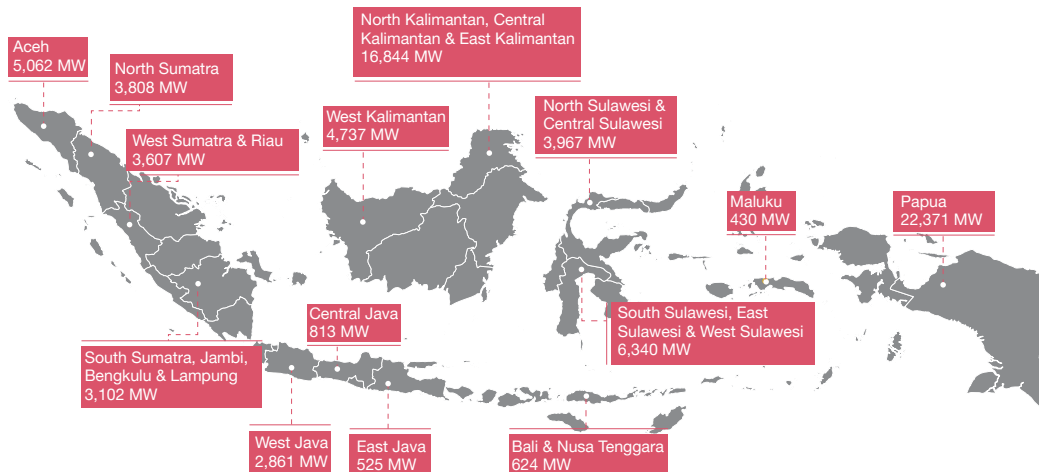 North Kalimantan, Central
Kalimantan & East Kalimantan
16,844 MW
Aceh
5,062 MW
North Sumatra
3,808 MW
West Sumatra & Riau
3,607 MW
West Kalimantan
4,737 MW
North Sulawesi &
Central Sulawesi
3,967 MW
Maluku
430 MW
Papua
22,371 MW
Central Java
813 MW
South Sulawesi, East
Sulawesi & West Sulawesi
6,340 MW
South Sumatra, Jambi,
Bengkulu & Lampung
3,102 MW
West Java
2,861 MW
East Java
525 MW
Bali & Nusa Tenggara
624 MW